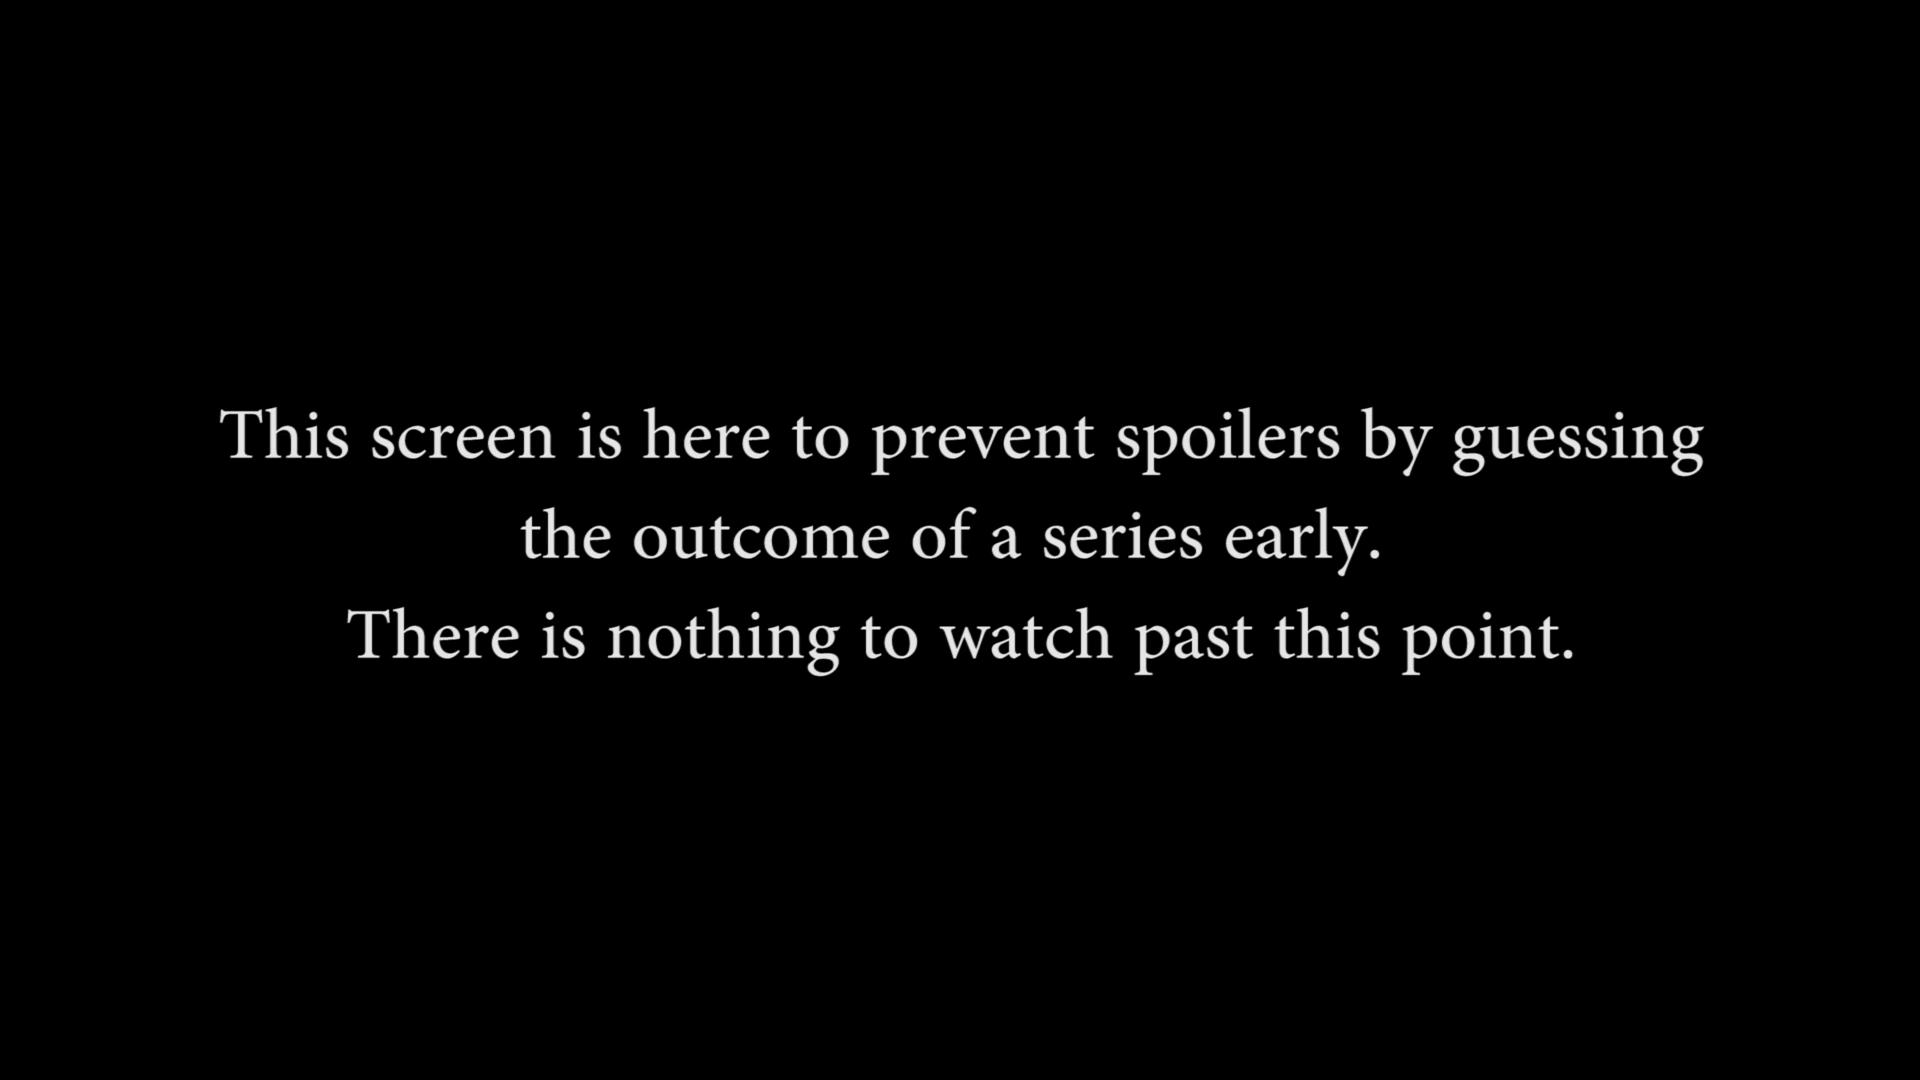 This screen is here to prevent spoilers by guessing
the outcome of a series early.
There is nothing to watch past this point.